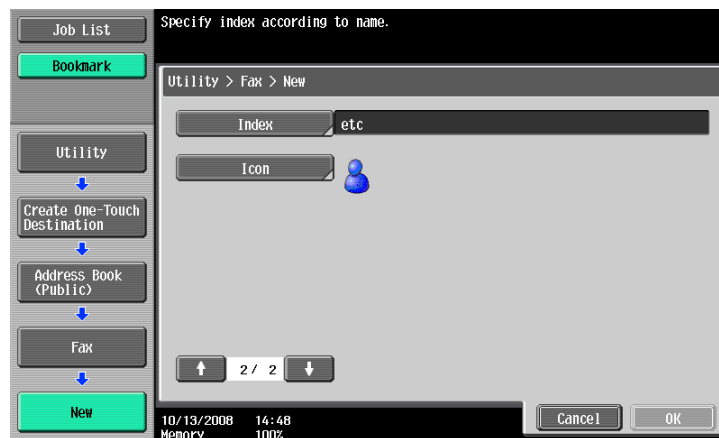 Job List
Bookmark
Utility
Create One-Touch
Destination
Address Book
(Public)
Fax
New
Specify index according to name.
Utility > Fax > New
Index
etc
Icon
2/ 2
10/13/2008 14:48
Memory 100%
Cancel
OK